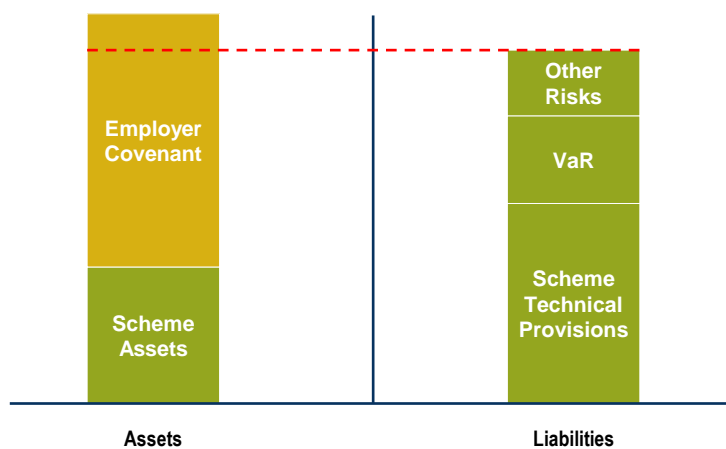 Employer
Covenant
Scheme
Assets
Other
Risks
VaR
Scheme
Technical
Provisions
Assets
Liabilities